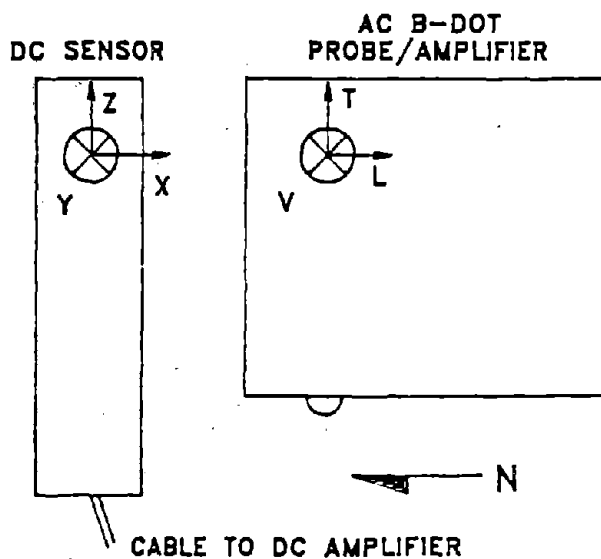 DC SENSOR
AC B-DOT
PROBE/AMPLIFIER
Z
Y
X
T
V
L
N
CABLE TO DC AMPLIFIER